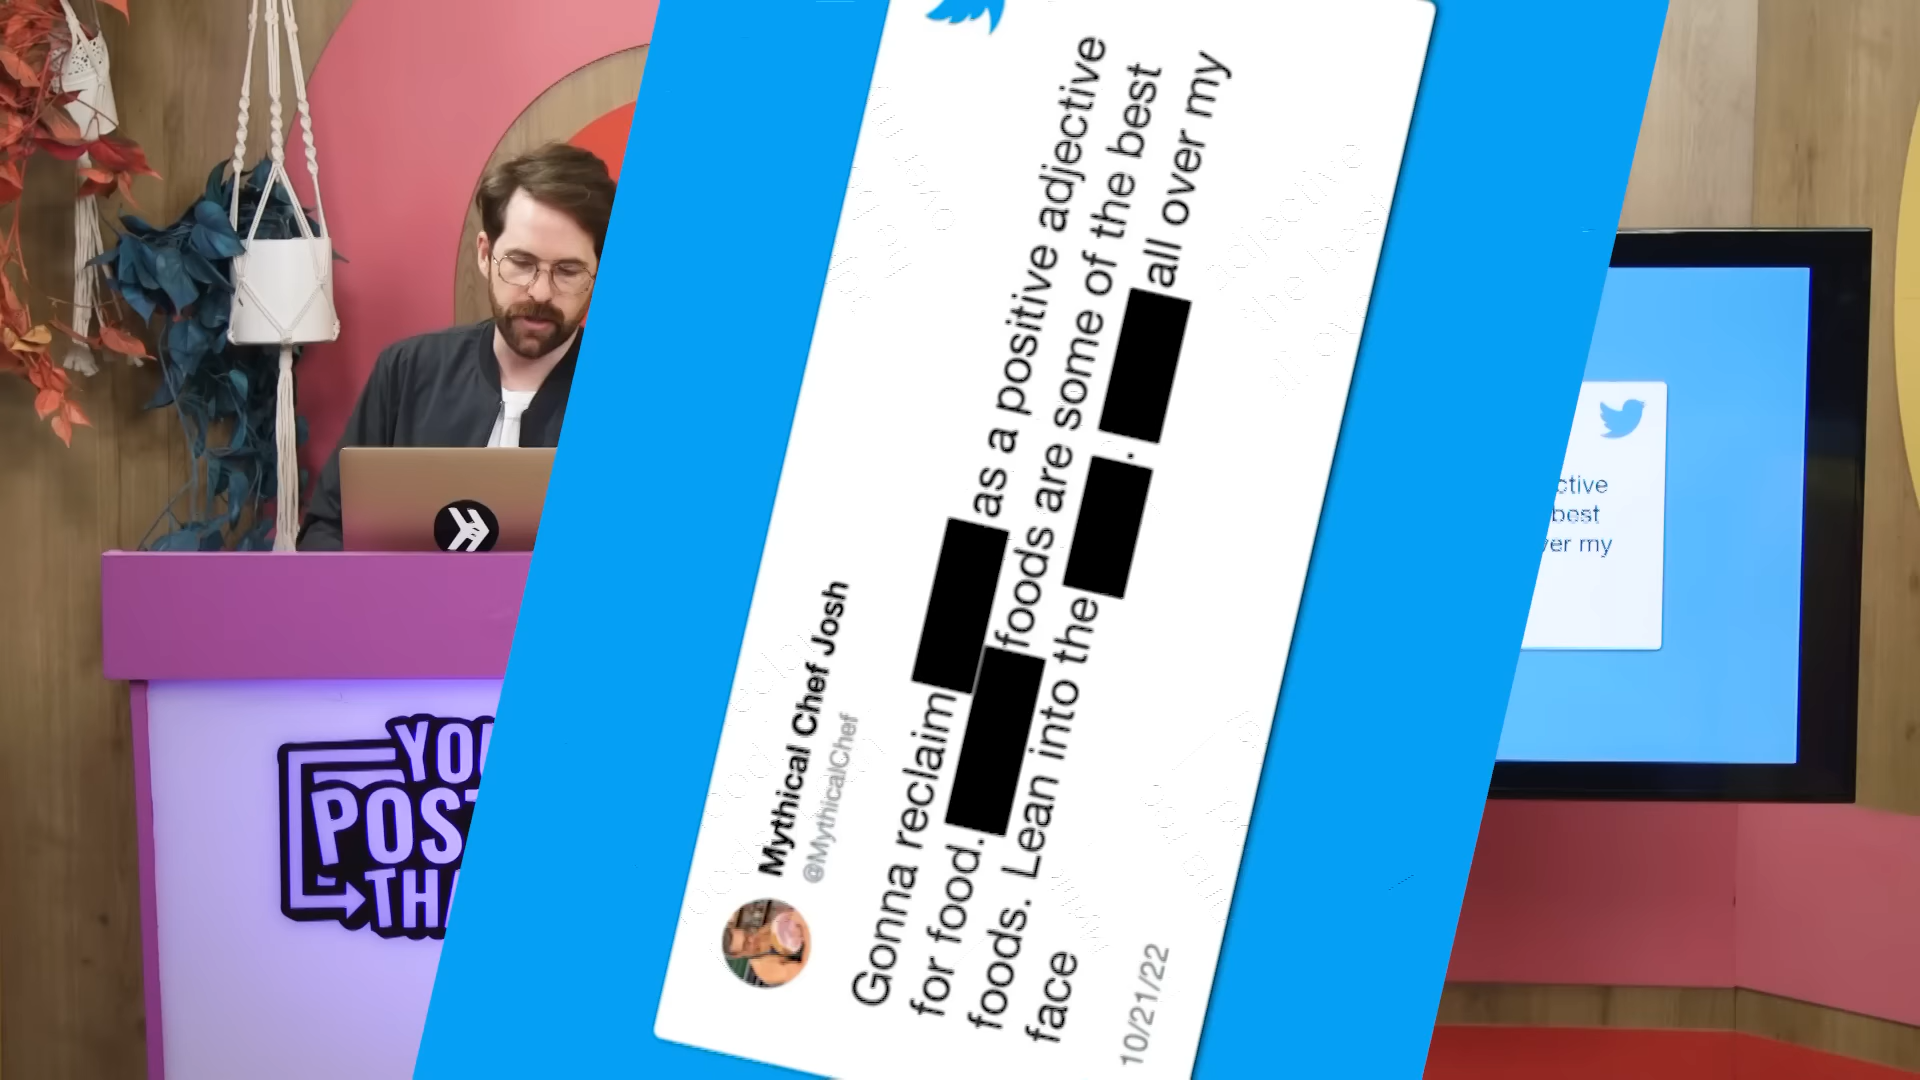 Mythical Chef Josh
@MythicalChef
Gonna reclaim as a positive adjective
for food. foods are some of the best
foods. Lean into the . all over my
face
10/21/22
YOU
POST
THA
ctive
best
ver my